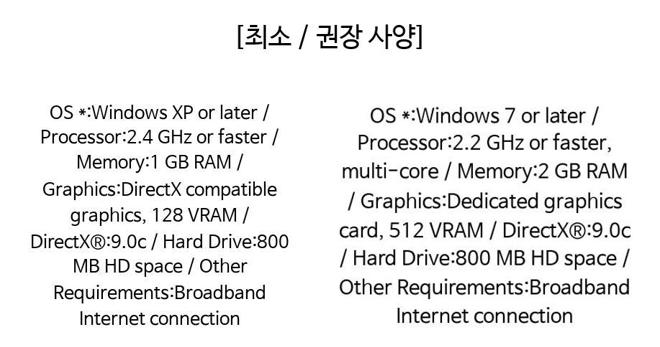 [최소 / 권장 사양]
OS *:Windows XP or later /
Processor:2.4 GHz or faster /
Memory:1 GB RAM /
Graphics:DirectX compatible
graphics, 128 VRAM /
DirectX®:9.0c / Hard Drive:800
MB HD space / Other
Requirements:Broadband
Internet connection
OS *:Windows 7 or later /
Processor:2.2 GHz or faster,
multi-core / Memory:2 GB RAM
/ Graphics:Dedicated graphics
card, 512 VRAM / DirectX®:9.0c
/ Hard Drive:800 MB HD space /
Other Requirements:Broadband
Internet connection